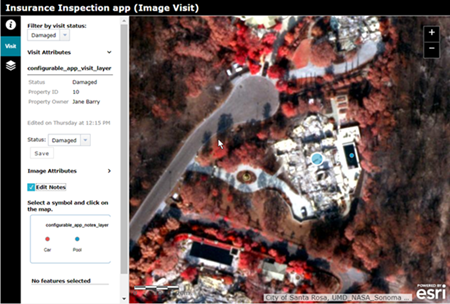 Insurance Inspection app (Image Visit)
Filter by visit status:
Damaged
Visit
Visit Attributes
configurable_app_visit_layer
Status Damaged
Property ID 10
Property Owner Jane Barry
Edited on Thursday at 12:15 PM
Status: Damaged
Save
Image Attributes
Edit Notes
Select a symbol and click on
the map.
configurable_app_notes_layer
Car Pool
No features selected
+
−
City of Santa Rosa, UMD_NASA_Sonoma ...
POWERED BY
esri